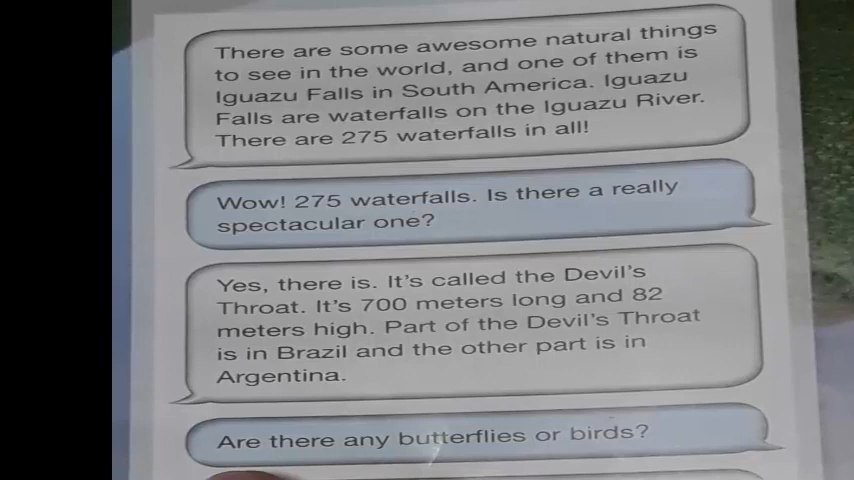 There are some awesome natural things
to see in the world, and one of them is
Iguazu Falls in South America. Iguazu
Falls are waterfalls on the Iguazu River.
There are 275 waterfalls in all!
Wow! 275 waterfalls. Is there a really
spectacular one?
Yes, there is. It's called the Devil's
Throat. It's 700 meters long and 82
meters high. Part of the Devil's Throat
is in Brazil and the other part is in
Argentina.
Are there any butterflies or birds?